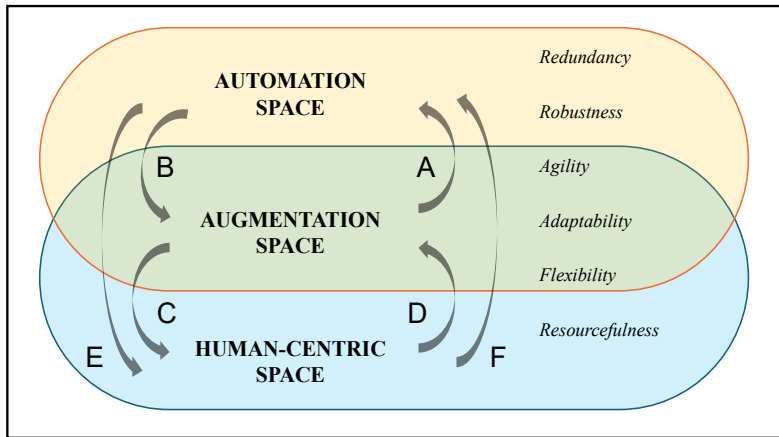 Redundancy
AUTOMATION
SPACE
Robustness
B
A
Agility
AUGMENTATION
SPACE
Adaptability
Flexibility
C
D
Resourcefulness
HUMAN-CENTRIC
SPACE
E
F